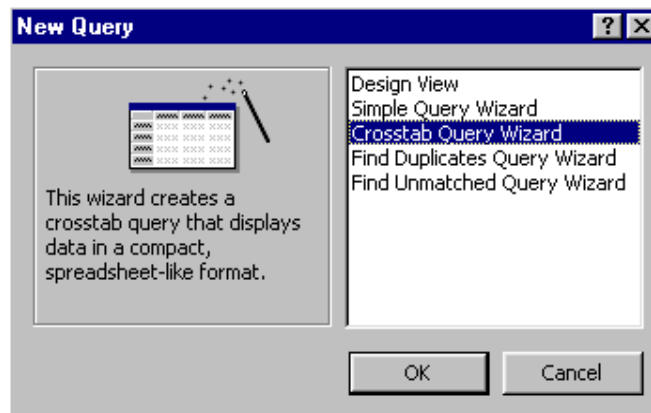 New Query
This wizard creates a
crosstab query that displays
data in a compact,
spreadsheet-like format.
Design View
Simple Query Wizard
Crosstab Query Wizard
Find Duplicates Query Wizard
Find Unmatched Query Wizard
OK
Cancel